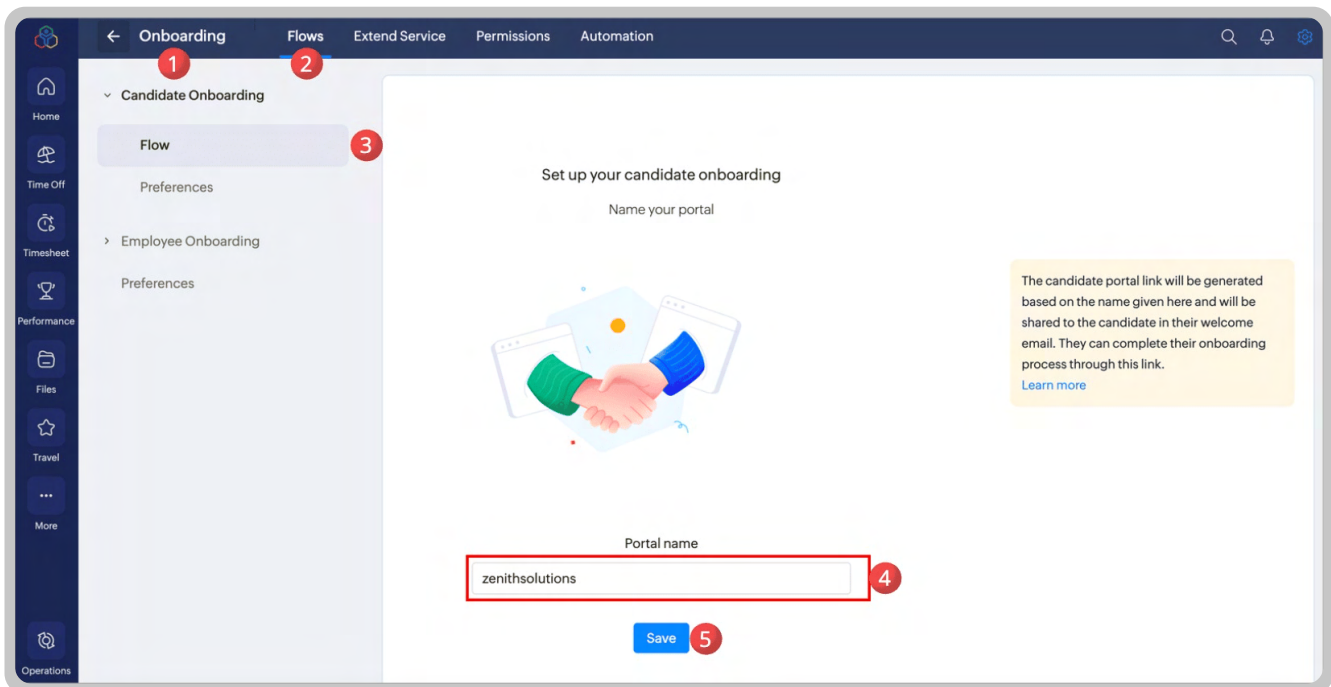 Onboarding Flows Extend Service Permissions Automation
1 2
Home
Time Off
Timesheet
Performance
Files
Travel
More
Operations
Candidate Onboarding
Flow 3
Preferences
Employee Onboarding
Preferences
Set up your candidate onboarding
Name your portal
The candidate portal link will be generated
based on the name given here and will be
shared to the candidate in their welcome
email. They can complete their onboarding
process through this link.
Learn more
Portal name
zenithsolutions 4
Save 5